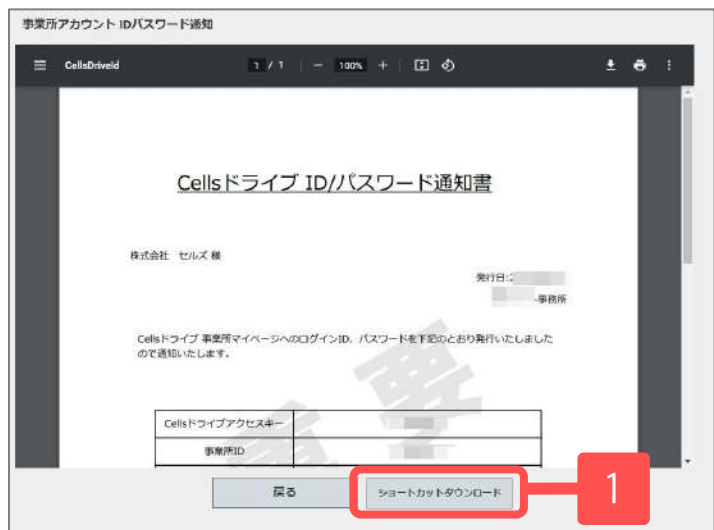 事業所アカウント IDパスワード通知
CellsDriveId
1 / 1
100%
Cellsドライブ ID/パスワード通知書
株式会社 セルズ 様
発行日:2
-事務所
Cellsドライブ 事業所マイページへのログインID、パスワードを下記のとおり発行いたしました
ので通知いたします。
重要
Cellsドライブアクセスキー
事業所ID
戻る
ショートカットダウンロード
1